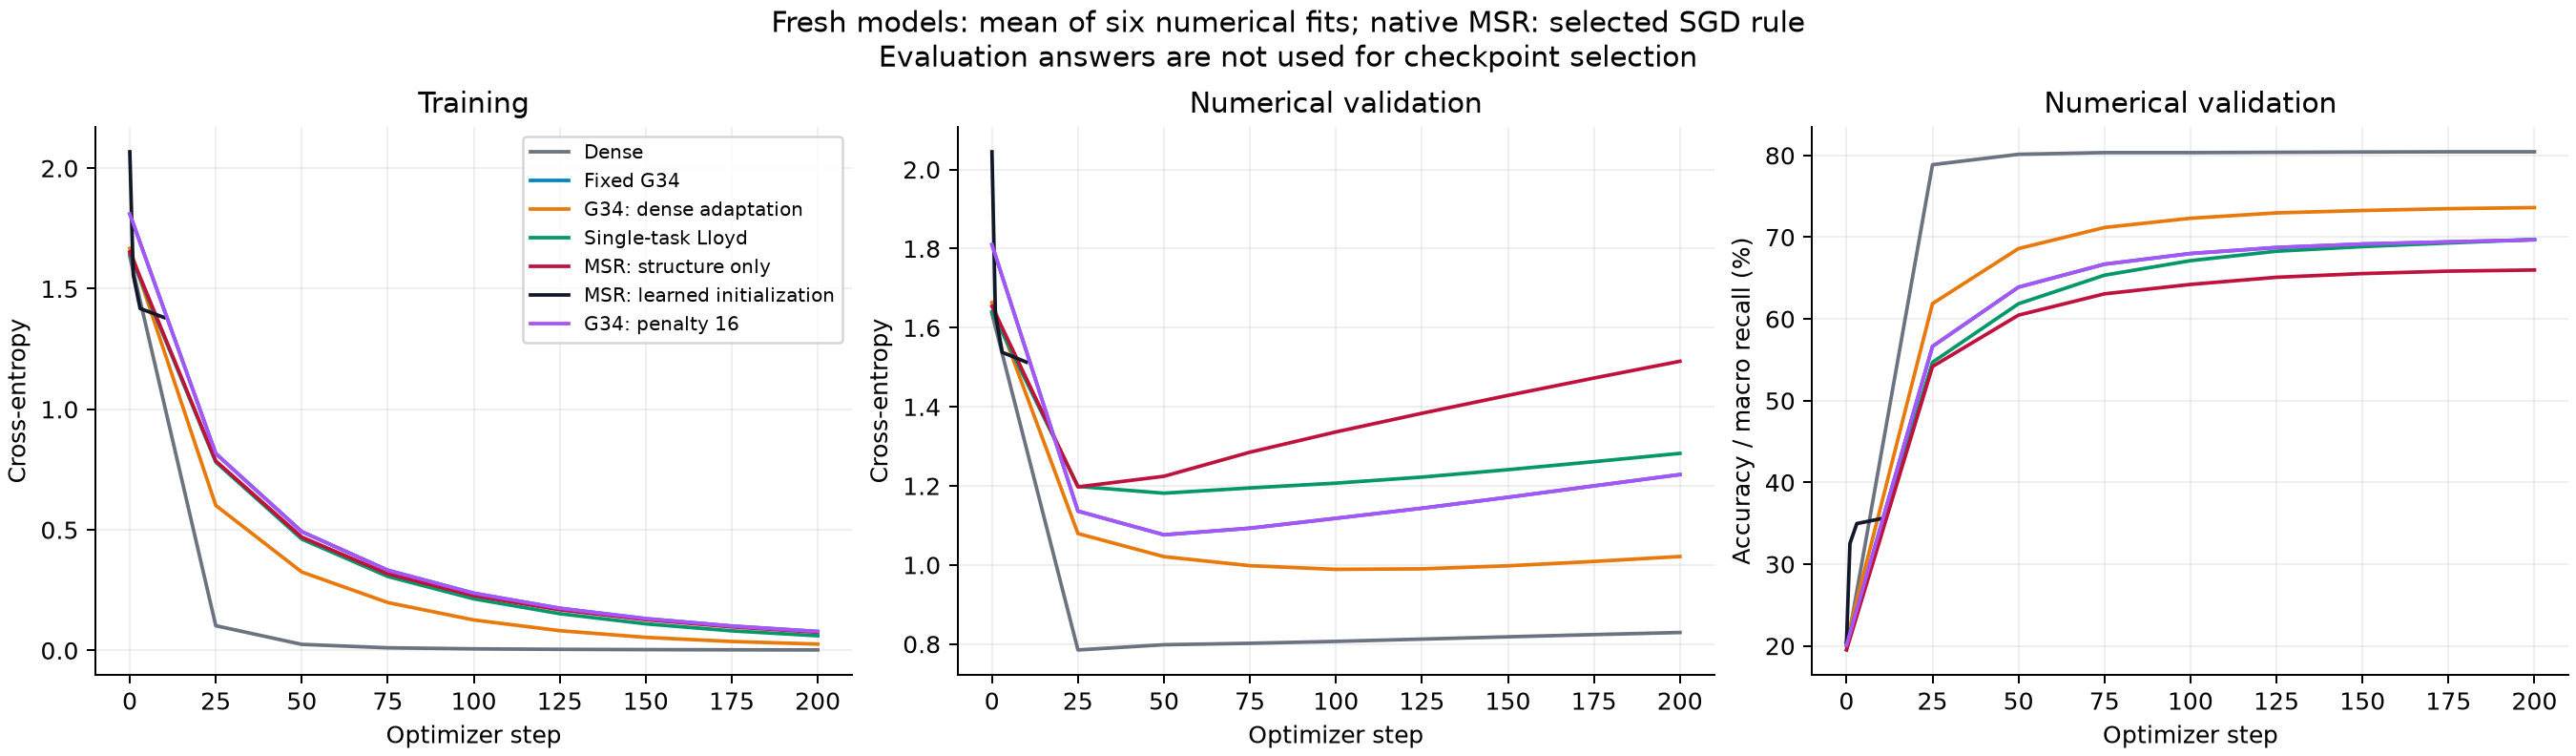 Fresh models: mean of six numerical fits; native MSR: selected SGD rule
Evaluation answers are not used for checkpoint selection
Training
Cross-entropy
2.0
1.5
1.0
0.5
0.0
0 25 50 75 100 125 150 175 200
Optimizer step
Dense
Fixed G34
G34: dense adaptation
Single-task Lloyd
MSR: structure only
MSR: learned initialization
G34: penalty 16
Numerical validation
Cross-entropy
2.0
1.8
1.6
1.4
1.2
1.0
0.8
0 25 50 75 100 125 150 175 200
Optimizer step
Numerical validation
Accuracy / macro recall (%)
80
70
60
50
40
30
20
0 25 50 75 100 125 150 175 200
Optimizer step